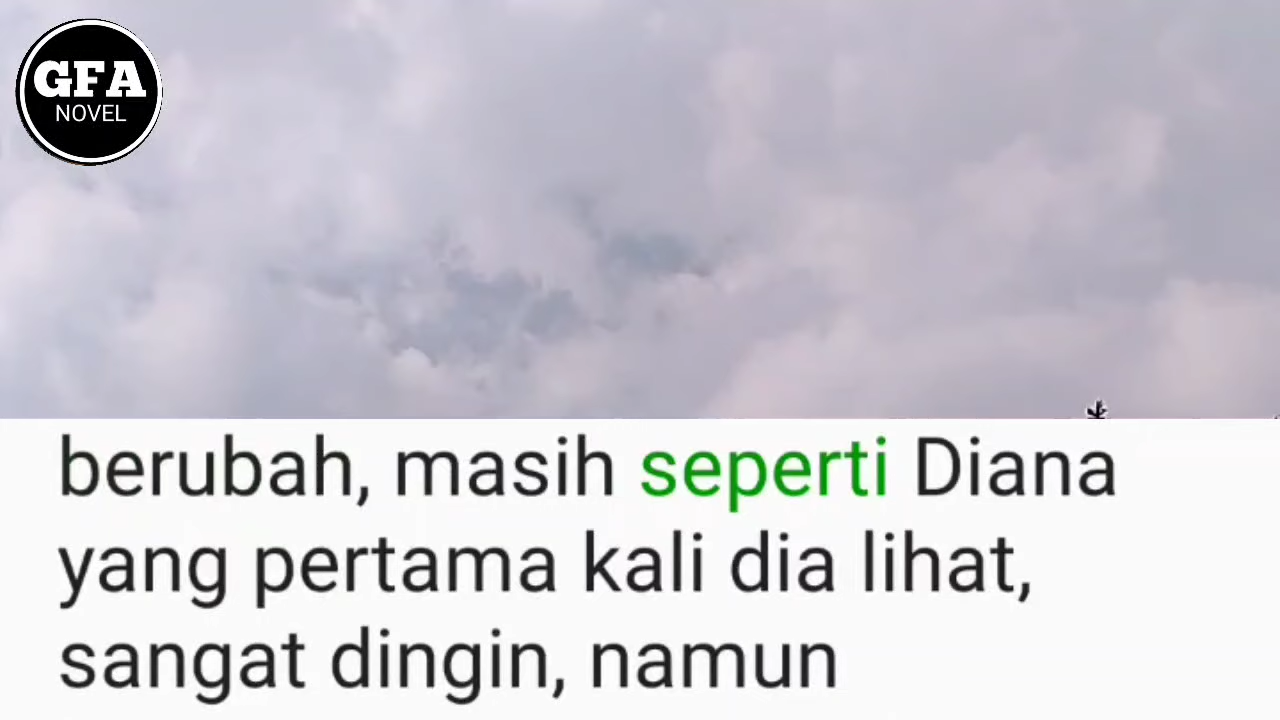 GFA
NOVEL
berubah, masih seperti Diana
yang pertama kali dia lihat,
sangat dingin, namun